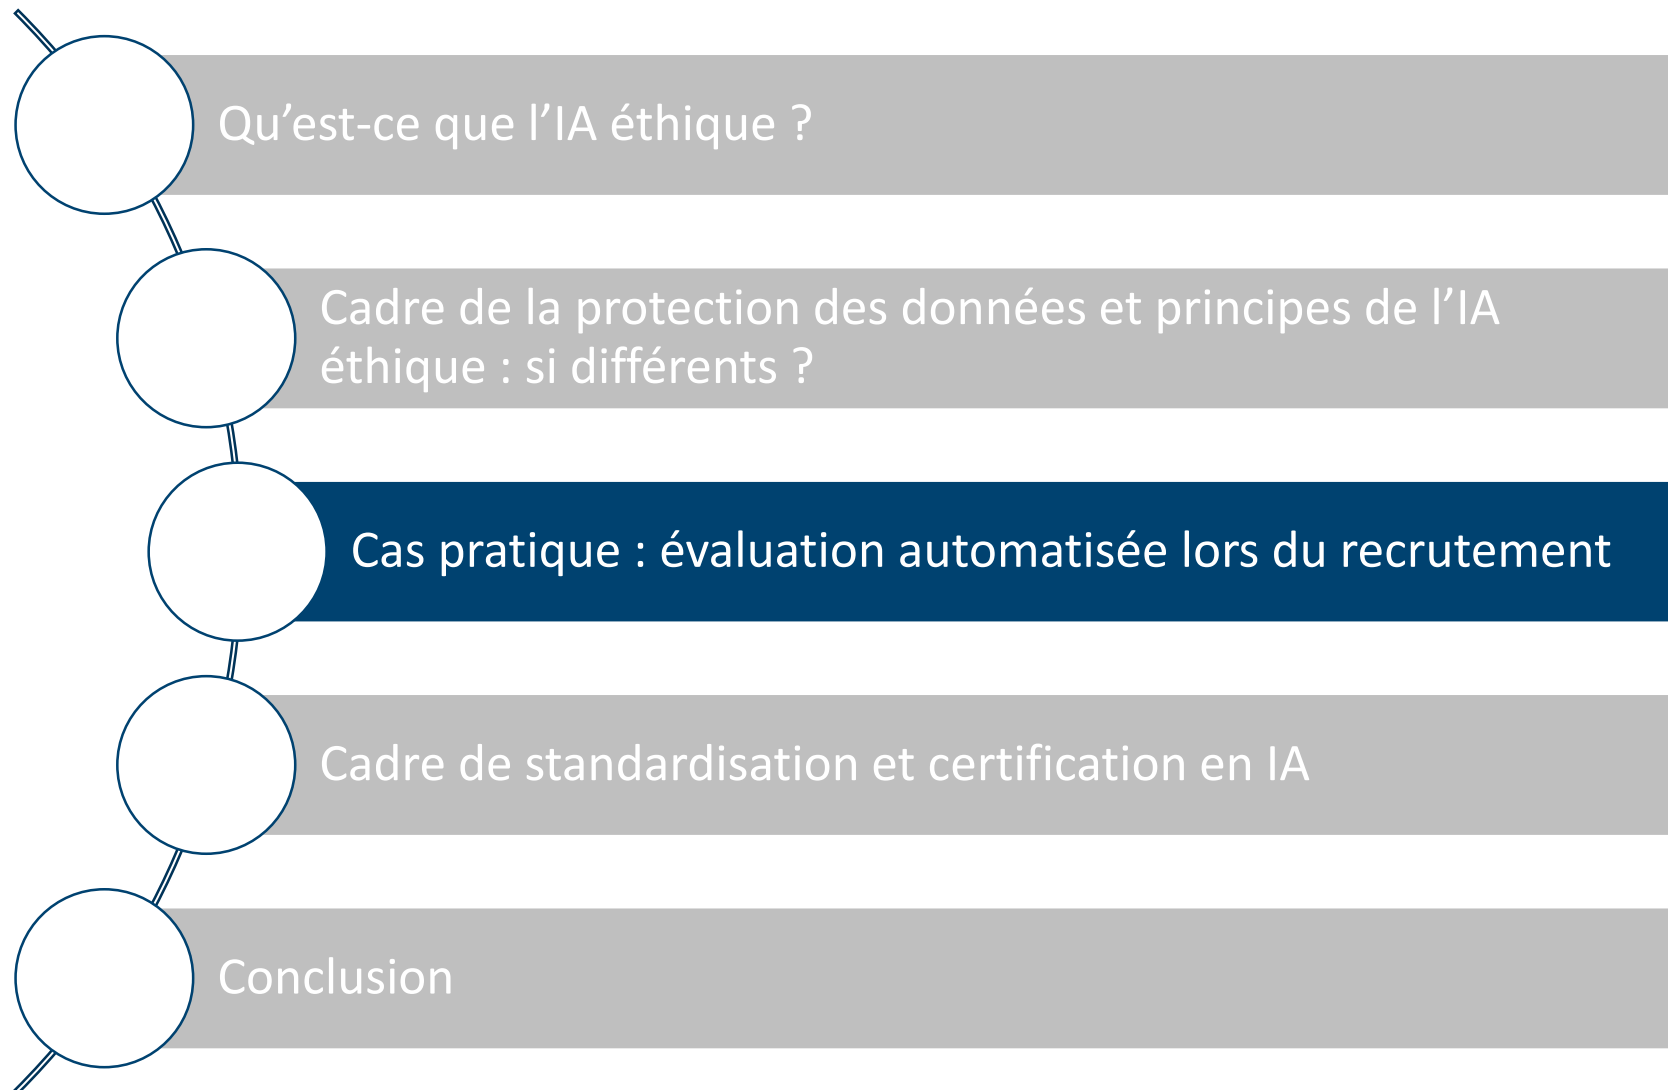 Qu’est-ce que l’IA éthique ?
Cadre de la protection des données et principes de l’IA
éthique : si différents ?
Cas pratique : évaluation automatisée lors du recrutement
Cadre de standardisation et certification en IA
Conclusion